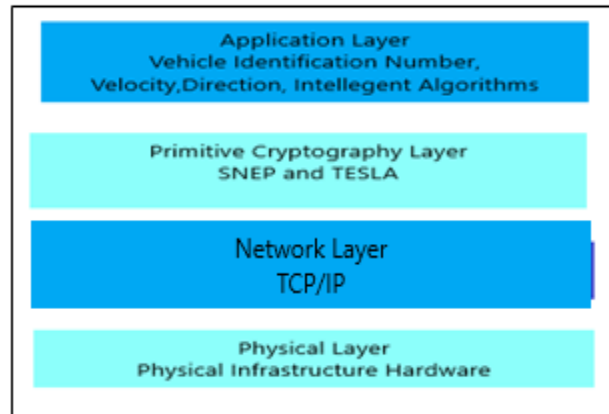 Application Layer
Vehicle Identification Number,
Velocity,Direction, Intellegent Algorithms
Primitive Cryptography Layer
SNEP and TESLA
Network Layer
TCP/IP
Physical Layer
Physical Infrastructure Hardware